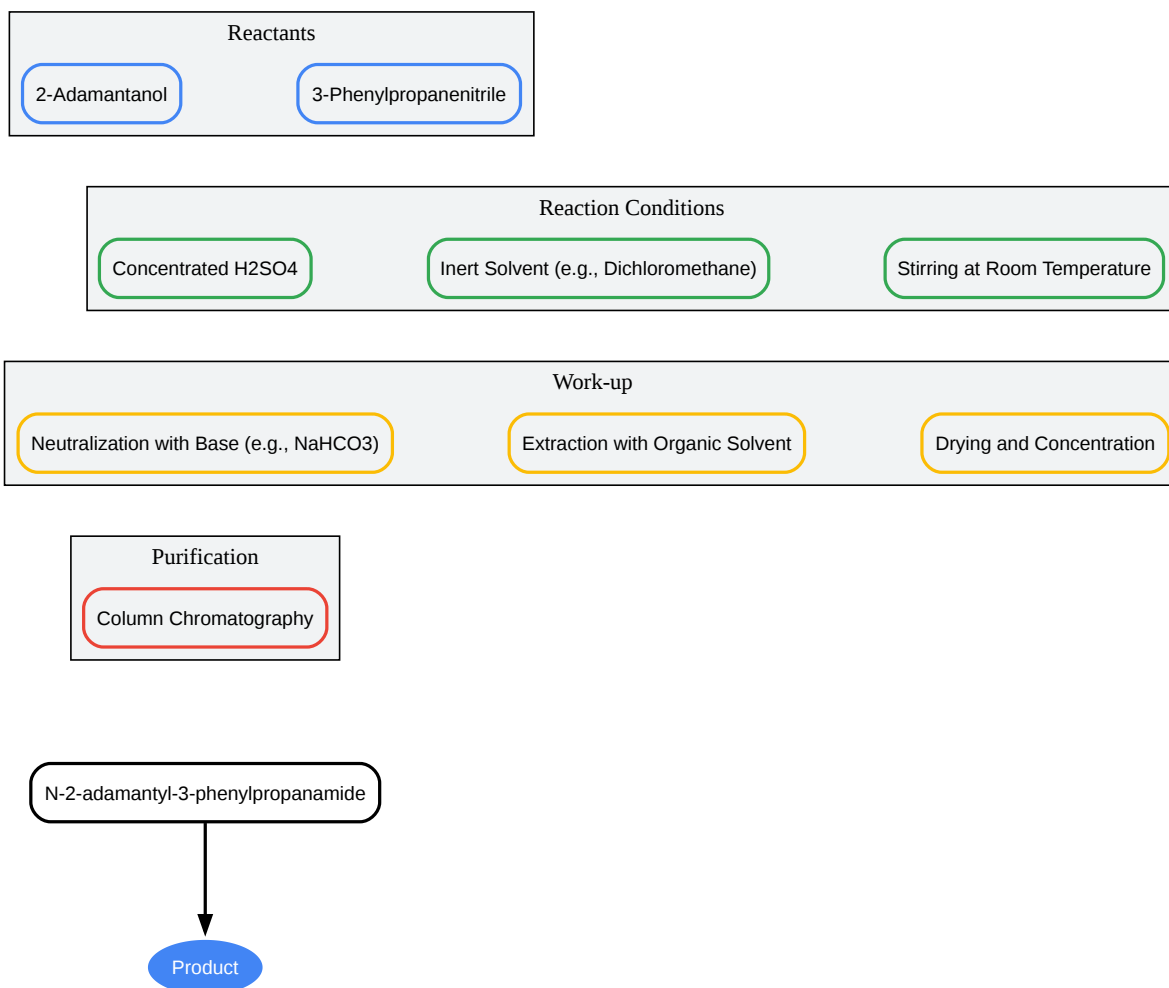 Reactants
2-Adamantanol
3-Phenylpropanenitrile
Reaction Conditions
Concentrated H2SO4
Inert Solvent (e.g., Dichloromethane)
Stirring at Room Temperature
Work-up
Neutralization with Base (e.g., NaHCO3)
Extraction with Organic Solvent
Drying and Concentration
Purification
Column Chromatography
N-2-adamantyl-3-phenylpropanamide
Product